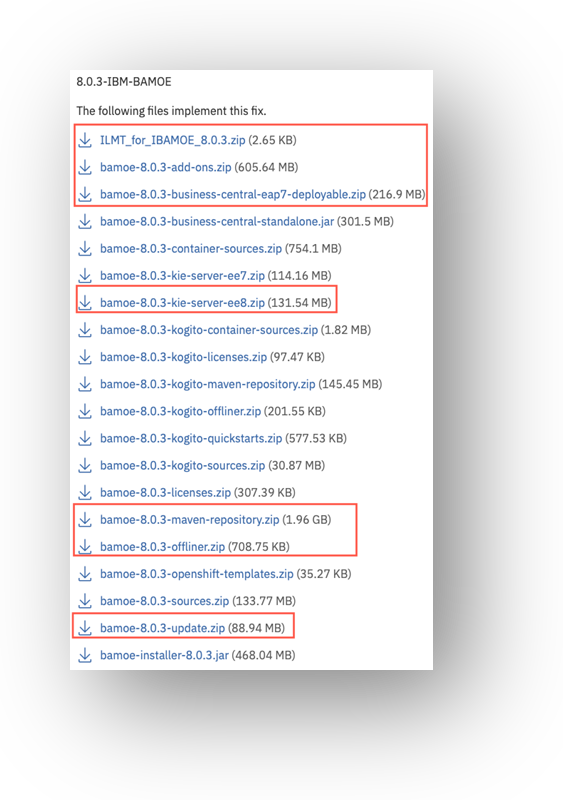 8.0.3-IBM-BAMOE
The following files implement this fix.
ILMT_for_IBAMOE_8.0.3.zip (2.65 KB)
bamoe-8.0.3-add-ons.zip (605.64 MB)
bamoe-8.0.3-business-central-eap7-deployable.zip (216.9 MB)
bamoe-8.0.3-business-central-standalone.jar (301.5 MB)
bamoe-8.0.3-container-sources.zip (754.1 MB)
bamoe-8.0.3-kie-server-ee7.zip (114.16 MB)
bamoe-8.0.3-kie-server-ee8.zip (131.54 MB)
bamoe-8.0.3-kogito-container-sources.zip (1.82 MB)
bamoe-8.0.3-kogito-licenses.zip (97.47 KB)
bamoe-8.0.3-kogito-maven-repository.zip (145.45 MB)
bamoe-8.0.3-kogito-offliner.zip (201.55 KB)
bamoe-8.0.3-kogito-quickstarts.zip (577.53 KB)
bamoe-8.0.3-kogito-sources.zip (30.87 MB)
bamoe-8.0.3-licenses.zip (307.39 KB)
bamoe-8.0.3-maven-repository.zip (1.96 GB)
bamoe-8.0.3-offliner.zip (708.75 KB)
bamoe-8.0.3-openshift-templates.zip (35.27 KB)
bamoe-8.0.3-sources.zip (133.77 MB)
bamoe-8.0.3-update.zip (88.94 MB)
bamoe-installer-8.0.3.jar (468.04 MB)